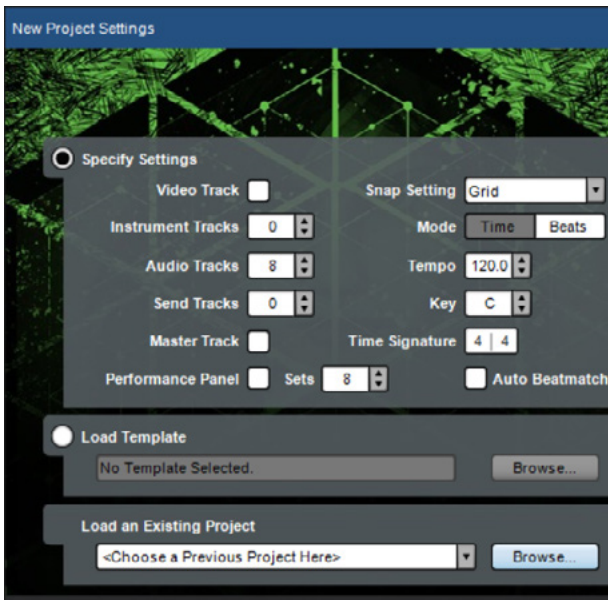 New Project Settings
Specify Settings
Video Track Snap Setting Grid
Instrument Tracks 0 Mode Time Beats
Audio Tracks 8 Tempo 120.0
Send Tracks 0 Key C
Master Track Time Signature 4 | 4
Performance Panel Sets 8 Auto Beatmatch
Load Template
No Template Selected. Browse...
Load an Existing Project
<Choose a Previous Project Here> Browse...